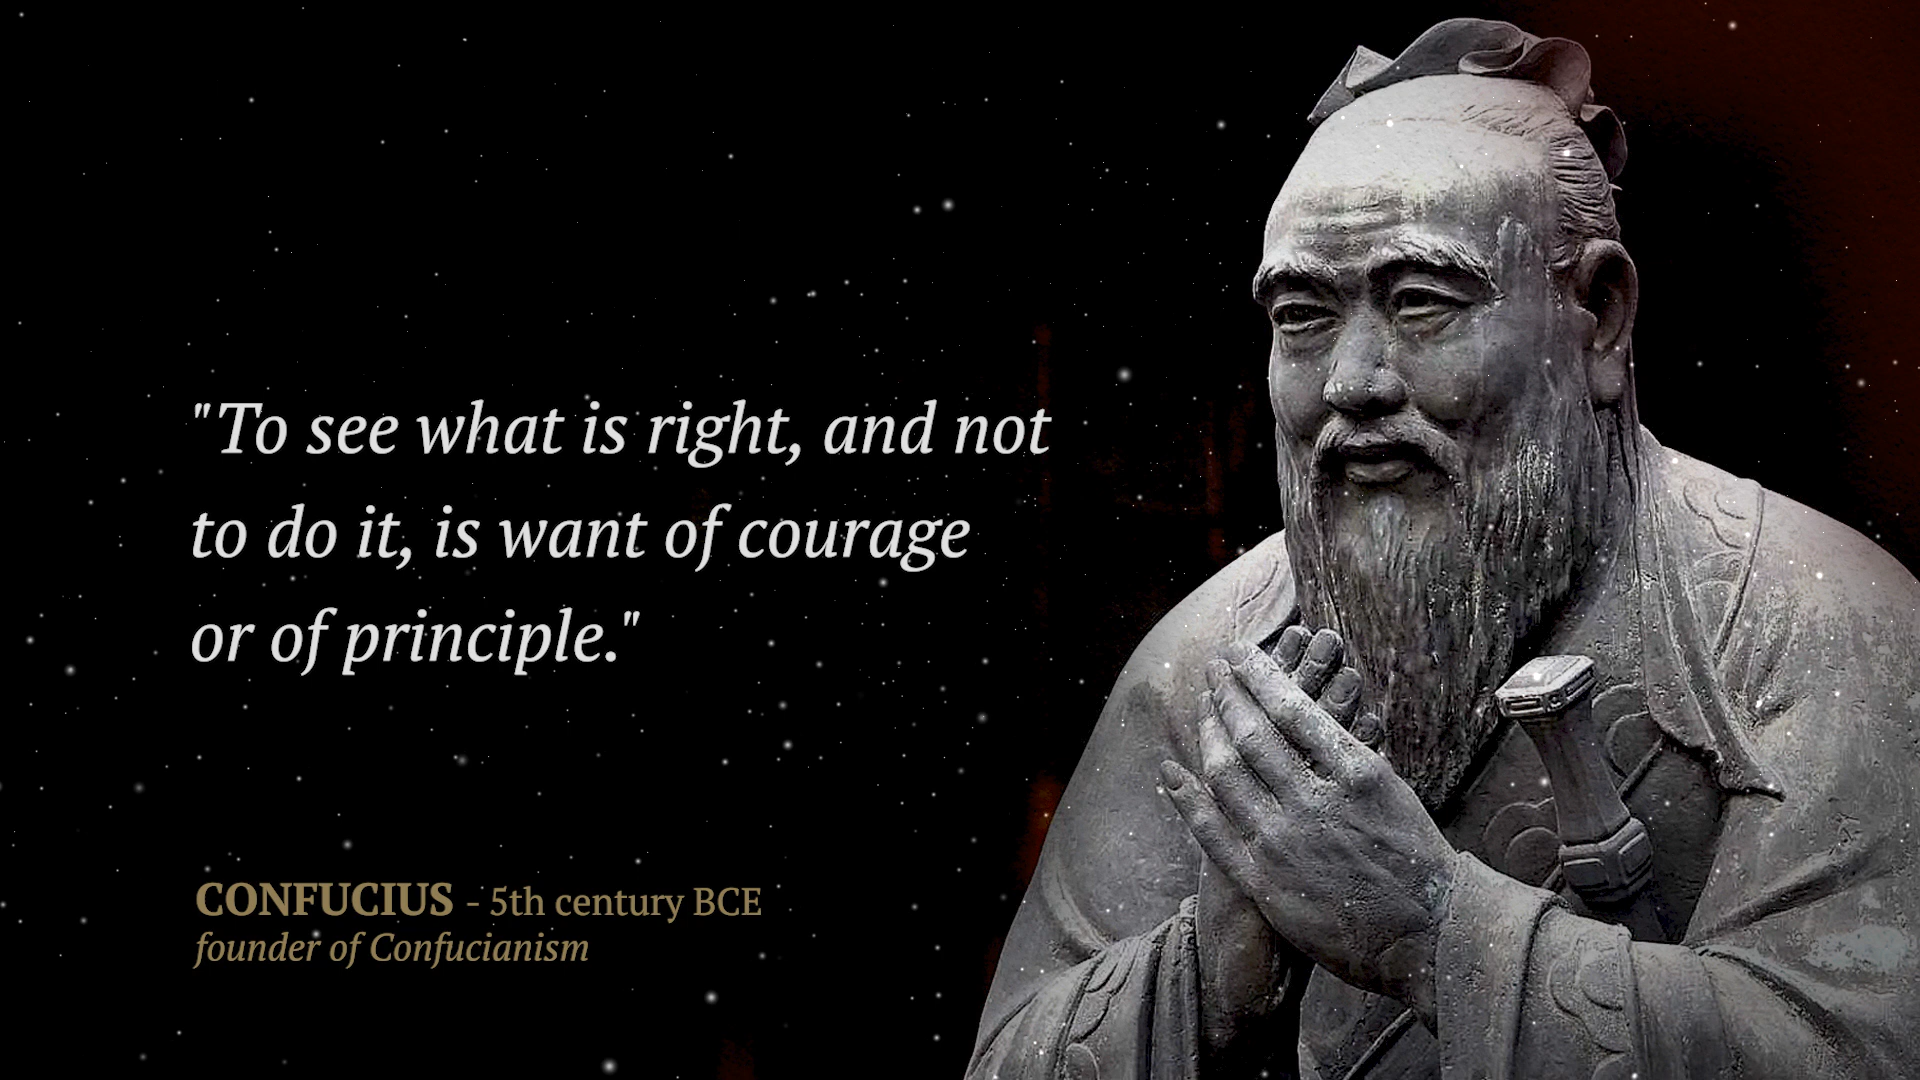 "To see what is right, and not
to do it, is want of courage
or of principle."
CONFUCIUS - 5th century BCE
founder of Confucianism